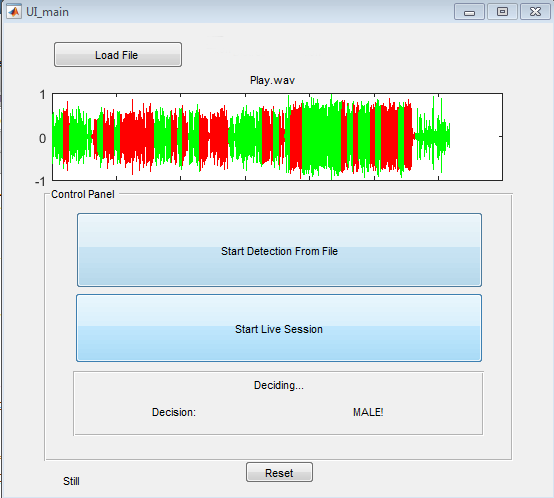 UI_main
Load File
Play.wav
1
0
-1
Control Panel
Start Detection From File
Start Live Session
Deciding...
Decision: MALE!
Reset
Still